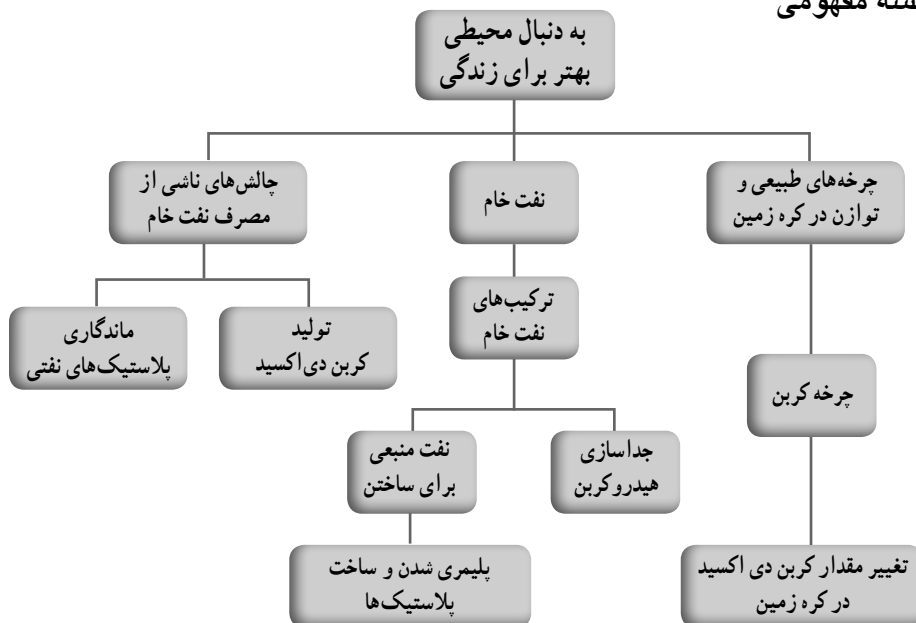 مفهومی
به دنبال محیطی
بهتر برای زندگی
چرخه‌های طبیعی و
توازن در کره زمین
نفت خام
چالش‌های ناشی از
مصرف نفت خام
ترکیب‌های
نفت خام
تولید
کربن دی‌اکسید
ماندگاری
پلاستیک‌های نفتی
چرخه کربن
جداسازی
هیدروکربن
نفت منبعی
برای ساختن
تغییر مقدار کربن دی اکسید
در کره زمین
پلیمری شدن و ساخت
پلاستیک‌ها